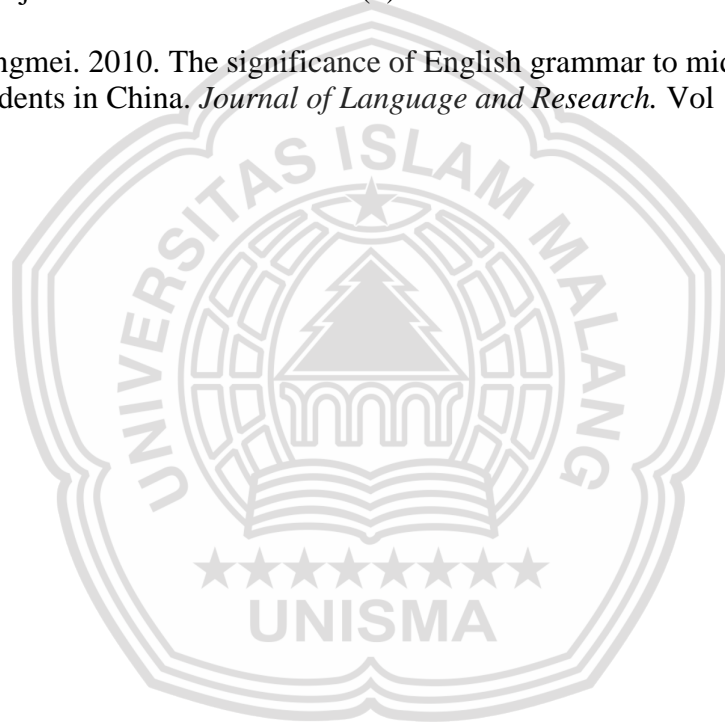 ngmei. 2010. The significance of English grammar to mid
dents in China. Journal of Language and Research. Vol
UNIVERSITAS ISLAM MALANG
UNISMA